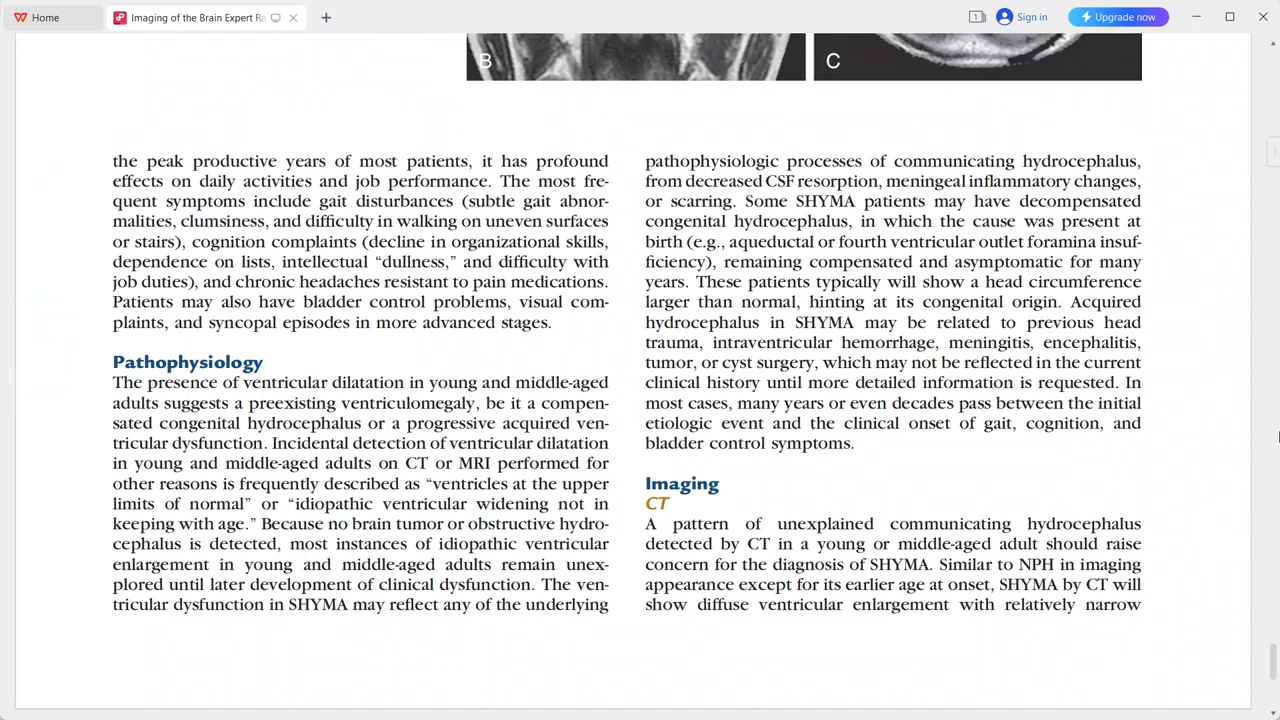 Home
Imaging of the Brain Expert Ra
1
Sign in
Upgrade now
B
C
the peak productive years of most patients, it has profound
effects on daily activities and job performance. The most fre-
quent symptoms include gait disturbances (subtle gait abnor-
malities, clumsiness, and difficulty in walking on uneven surfaces
or stairs), cognition complaints (decline in organizational skills,
dependence on lists, intellectual “dullness,” and difficulty with
job duties), and chronic headaches resistant to pain medications.
Patients may also have bladder control problems, visual com-
plaints, and syncopal episodes in more advanced stages.
Pathophysiology
The presence of ventricular dilatation in young and middle-aged
adults suggests a preexisting ventriculomegaly, be it a compen-
sated congenital hydrocephalus or a progressive acquired ven-
tricular dysfunction. Incidental detection of ventricular dilatation
in young and middle-aged adults on CT or MRI performed for
other reasons is frequently described as “ventricles at the upper
limits of normal” or “idiopathic ventricular widening not in
keeping with age.” Because no brain tumor or obstructive hydro-
cephalus is detected, most instances of idiopathic ventricular
enlargement in young and middle-aged adults remain unex-
plored until later development of clinical dysfunction. The ven-
tricular dysfunction in SHYMA may reflect any of the underlying
pathophysiologic processes of communicating hydrocephalus,
from decreased CSF resorption, meningeal inflammatory changes,
or scarring. Some SHYMA patients may have decompensated
congenital hydrocephalus, in which the cause was present at
birth (e.g., aqueductal or fourth ventricular outlet foramina insuf-
ficiency), remaining compensated and asymptomatic for many
years. These patients typically will show a head circumference
larger than normal, hinting at its congenital origin. Acquired
hydrocephalus in SHYMA may be related to previous head
trauma, intraventricular hemorrhage, meningitis, encephalitis,
tumor, or cyst surgery, which may not be reflected in the current
clinical history until more detailed information is requested. In
most cases, many years or even decades pass between the initial
etiologic event and the clinical onset of gait, cognition, and
bladder control symptoms.
Imaging
CT
A pattern of unexplained communicating hydrocephalus
detected by CT in a young or middle-aged adult should raise
concern for the diagnosis of SHYMA. Similar to NPH in imaging
appearance except for its earlier age at onset, SHYMA by CT will
show diffuse ventricular enlargement with relatively narrow